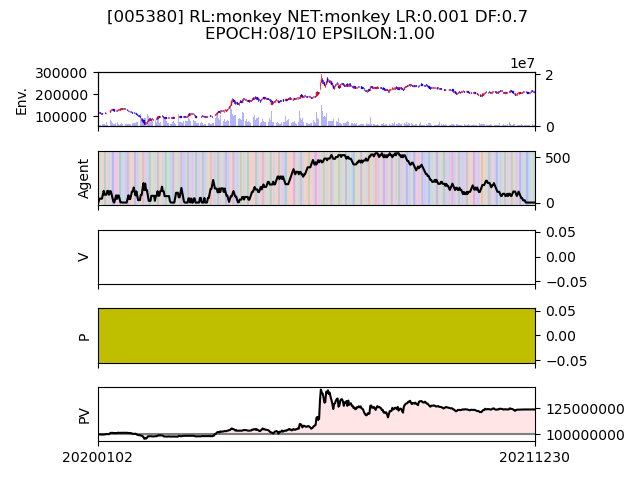 [005380] RL:monkey NET:monkey LR:0.001 DF:0.7
EPOCH:08/10 EPSILON:1.00
1e7
300000
200000
100000
Env.
2
0
Agent
500
0
V
0.05
0.00
−0.05
P
0.05
0.00
−0.05
PV
125000000
100000000
20200102
20211230